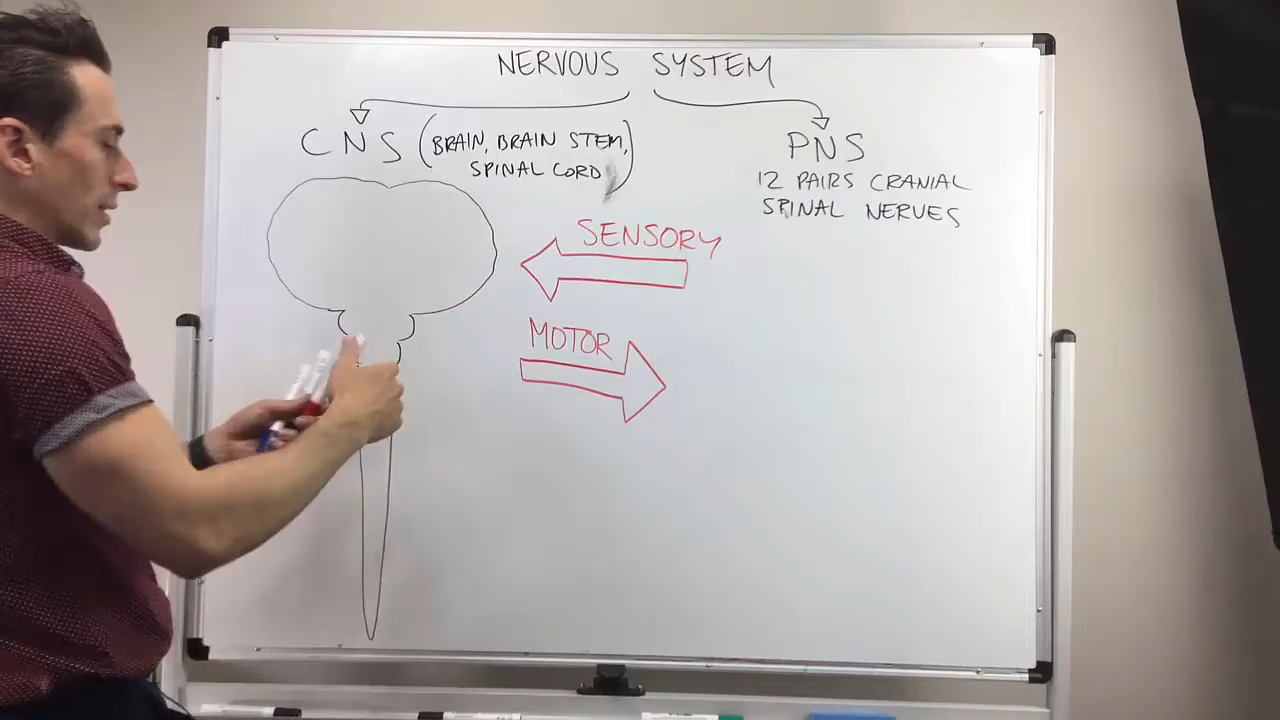 NERVOUS SYSTEM
CNS (BRAIN, BRAIN STEM,
SPINAL CORD)
PNS
12 PAIRS CRANIAL
SPINAL NERVES
SENSORY
MOTOR